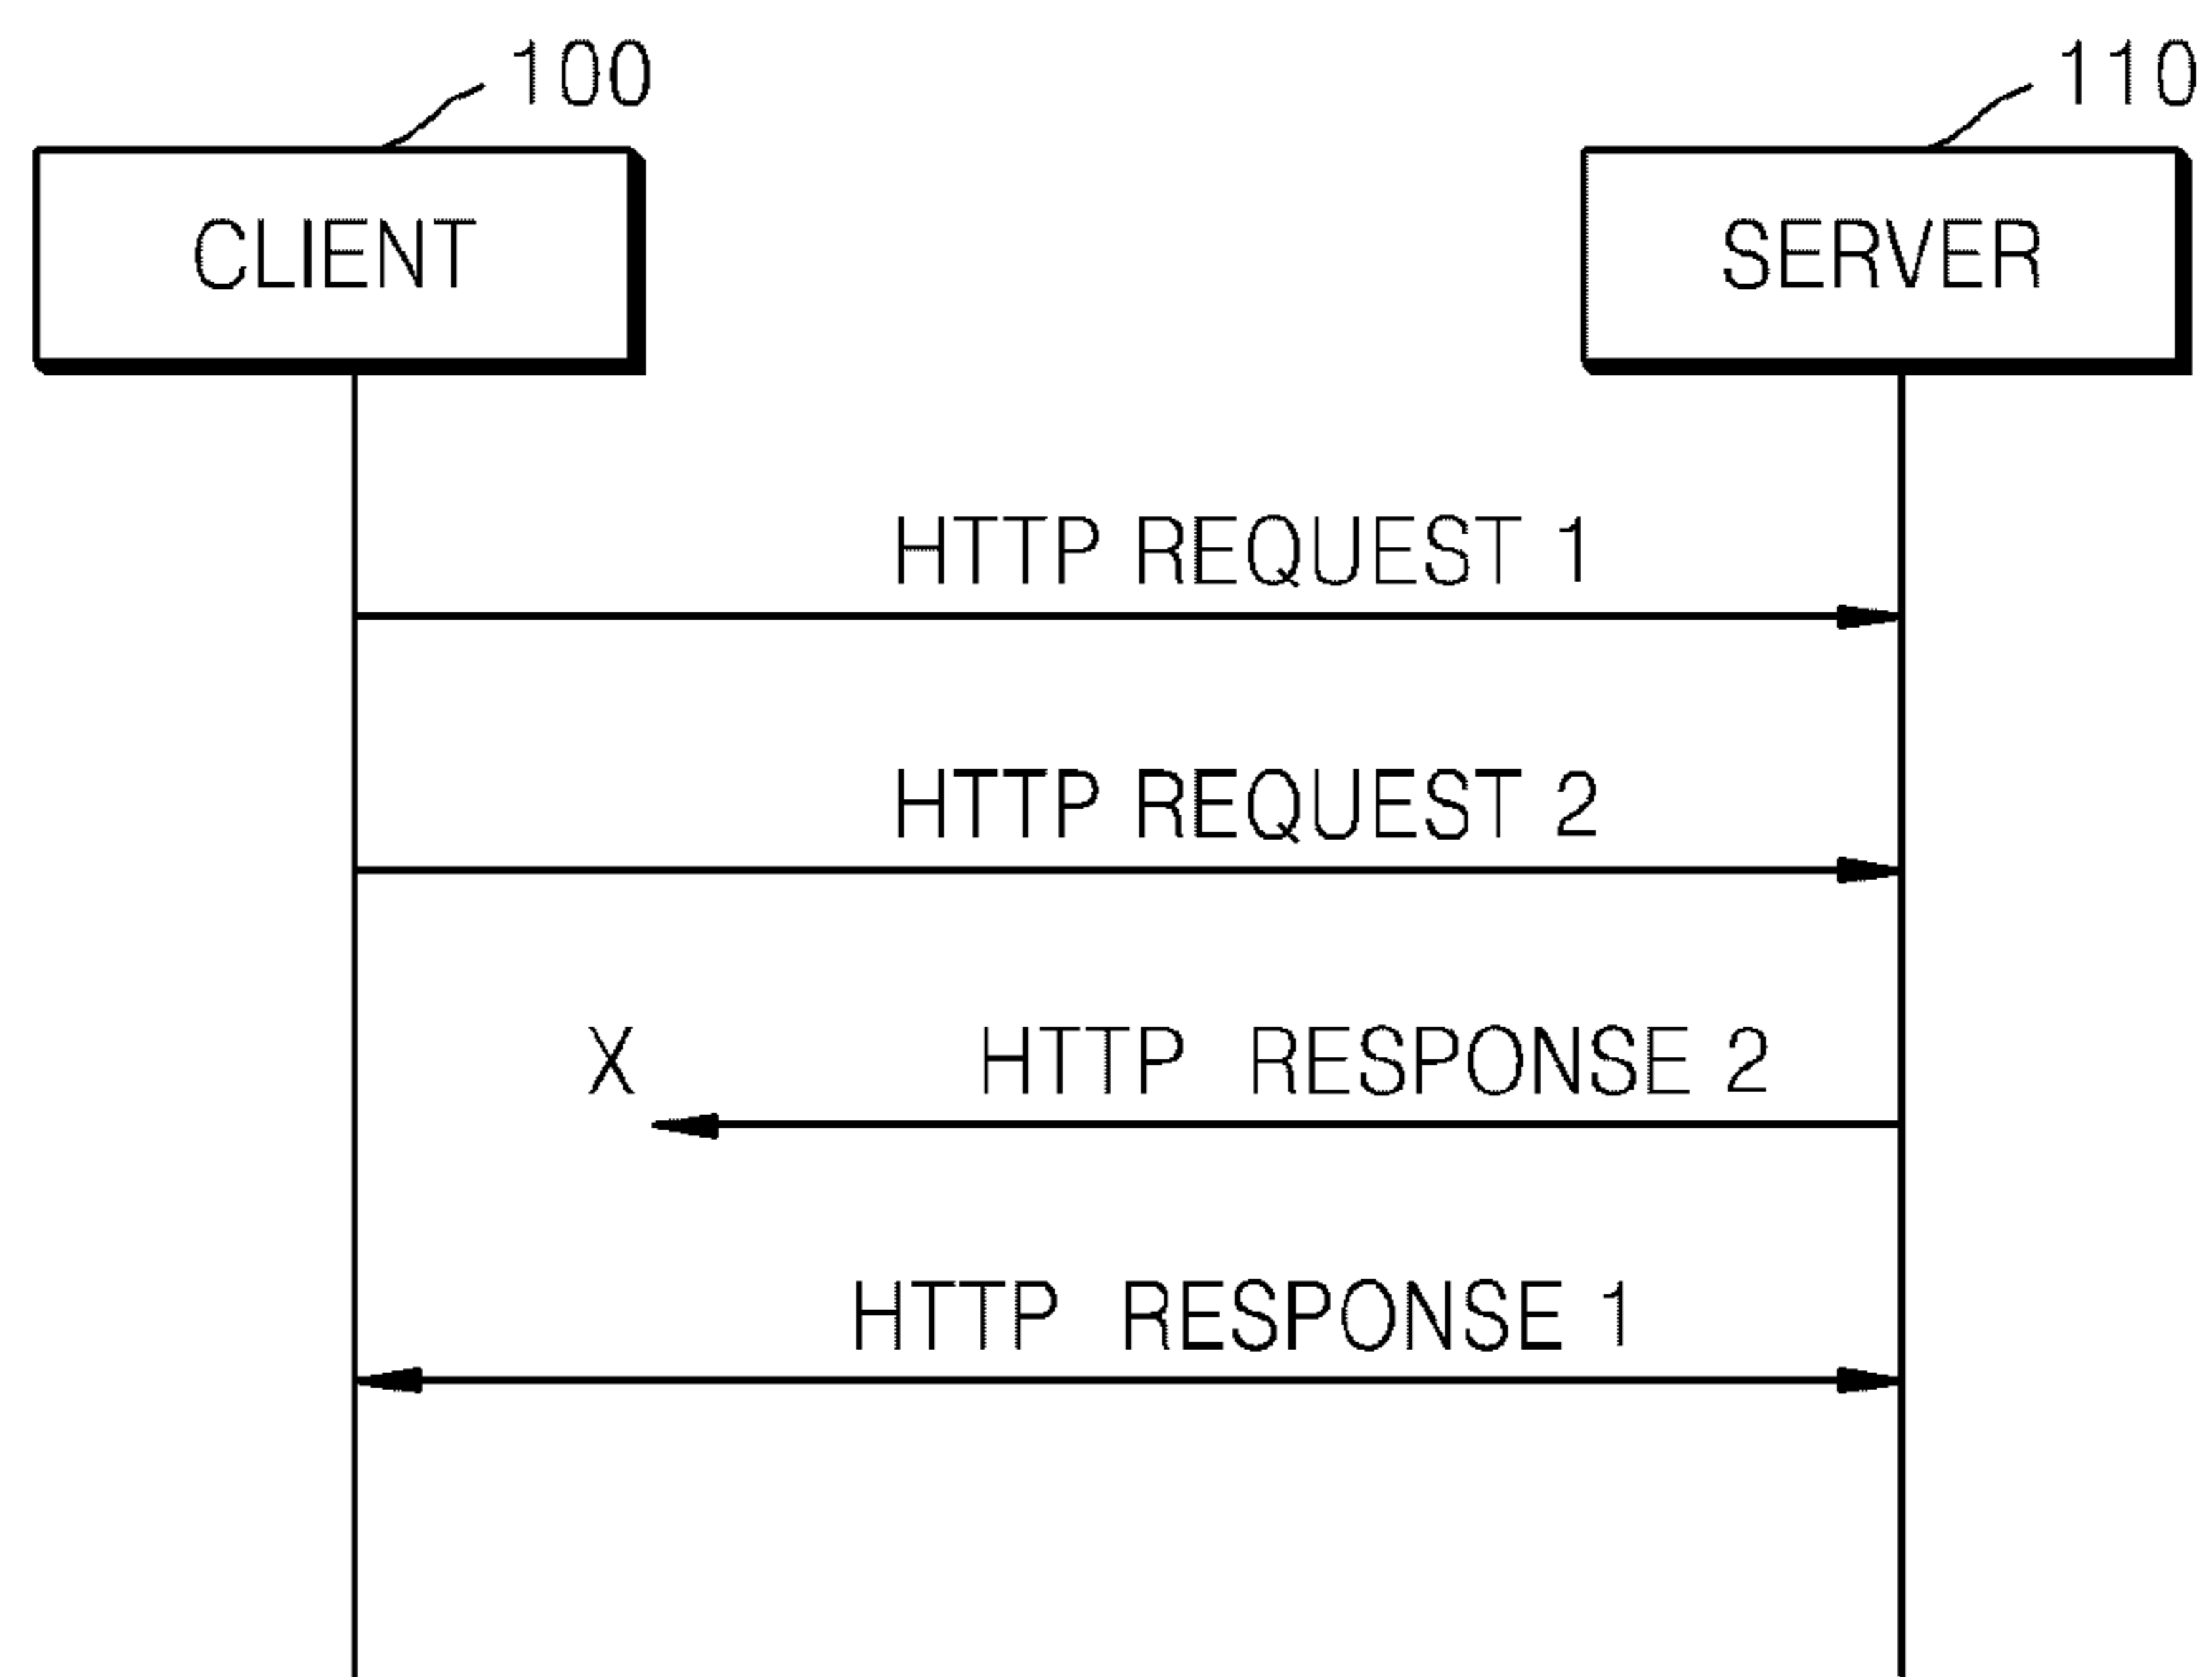 100
110
CLIENT
SERVER
HTTP REQUEST 1
HTTP REQUEST 2
X
HTTP RESPONSE 2
HTTP RESPONSE 1